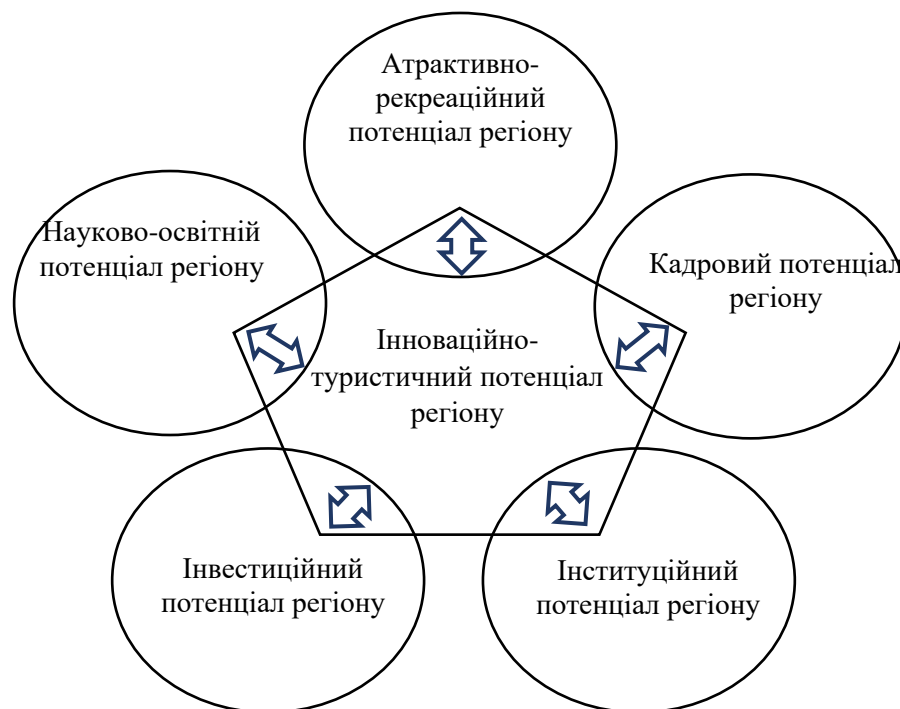 Атрактивно-
рекреаційний
потенціал регіону
Науково-освітній
потенціал регіону
Кадровий потенціал
регіону
Інноваційно-
туристичний потенціал
регіону
Інвестиційний
потенціал регіону
Інституційний
потенціал регіону